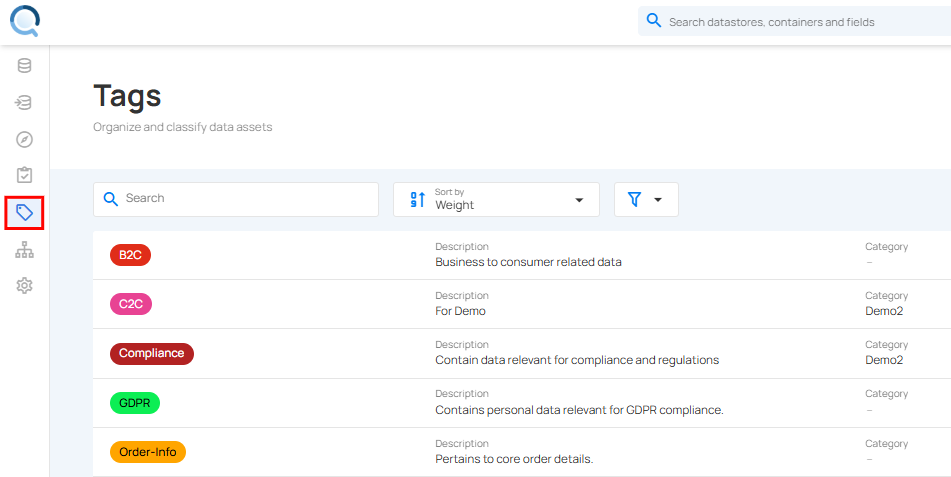 Search datastores, containers and fields
Tags
Organize and classify data assets
Search
Sort by
Weight
B2C
Description
Business to consumer related data
Category
–
C2C
Description
For Demo
Category
Demo2
Compliance
Description
Contain data relevant for compliance and regulations
Category
Demo2
GDPR
Description
Contains personal data relevant for GDPR compliance.
Category
–
Order-Info
Description
Pertains to core order details.
Category
–